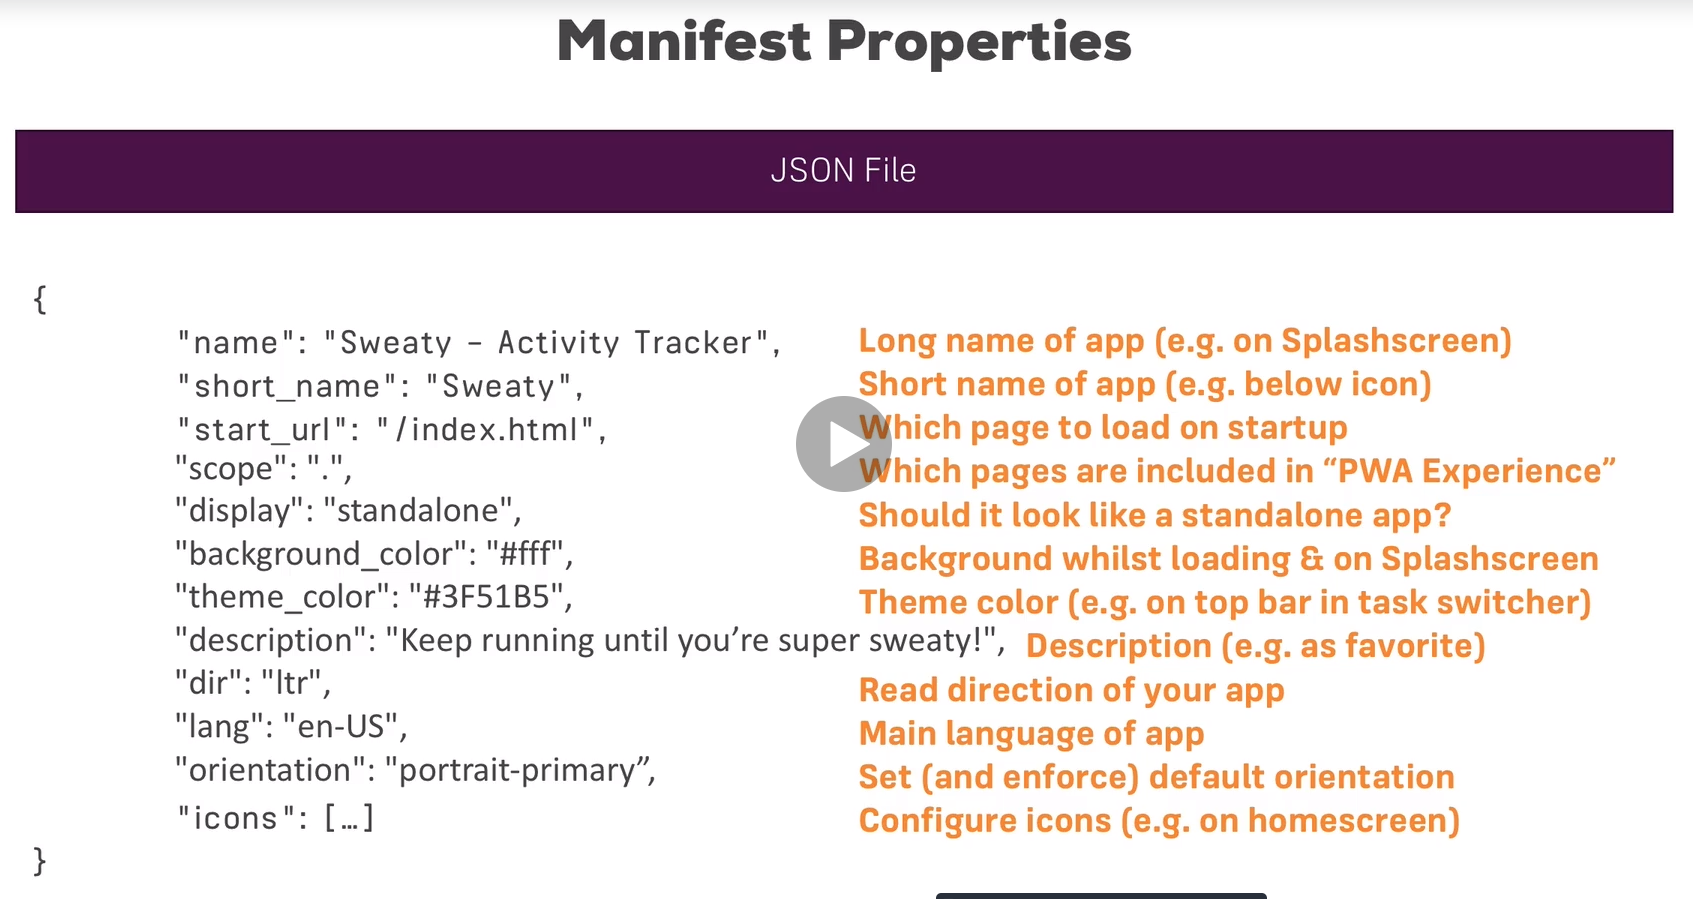 Manifest Properties
JSON File
{
"name": "Sweaty – Activity Tracker", Long name of app (e.g. on Splashscreen)
"short_name": "Sweaty", Short name of app (e.g. below icon)
"start_url": "/index.html", Which page to load on startup
"scope": ".", Which pages are included in “PWA Experience”
"display": "standalone", Should it look like a standalone app?
"background_color": "#fff", Background whilst loading & on Splashscreen
"theme_color": "#3F51B5", Theme color (e.g. on top bar in task switcher)
"description": "Keep running until you’re super sweaty!", Description (e.g. as favorite)
"dir": "ltr", Read direction of your app
"lang": "en-US", Main language of app
"orientation": "portrait-primary”, Set (and enforce) default orientation
"icons": […] Configure icons (e.g. on homescreen)
}